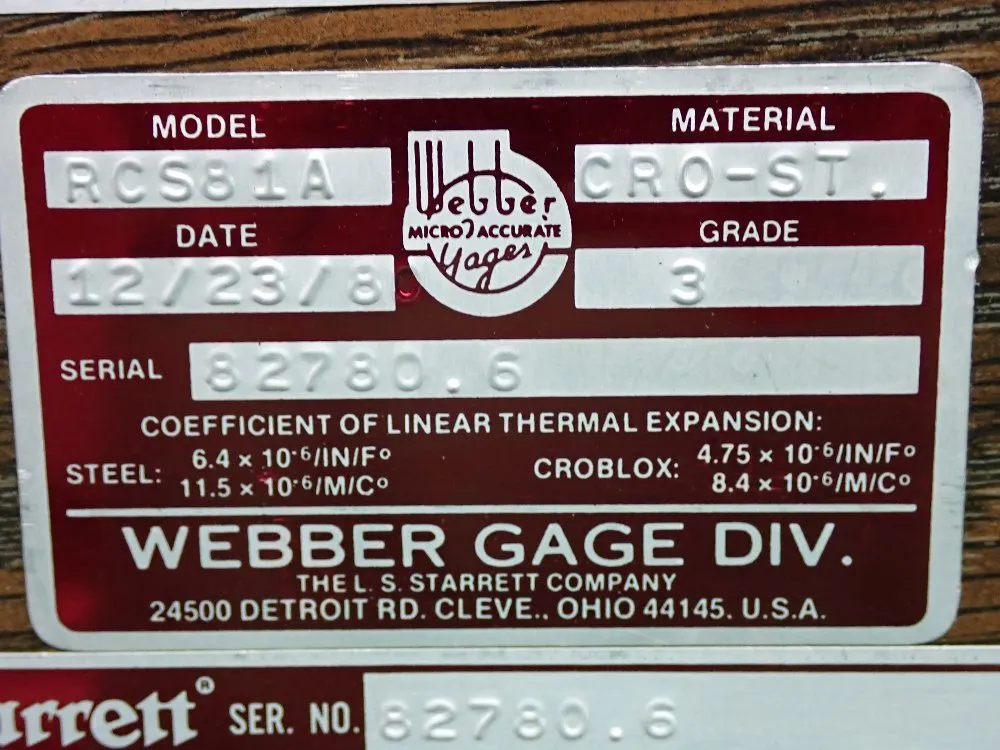 MODEL
RCS81A
MATERIAL
CRO-ST.
Webber
MICRO ACCURATE
Gages
DATE
12/23/8
GRADE
3
SERIAL 82780.6
COEFFICIENT OF LINEAR THERMAL EXPANSION:
STEEL: 6.4 x 10-6/IN/F°
11.5 x 10-6/M/C°
CROBLOX: 4.75 x 10-6/IN/F°
8.4 x 10-6/M/C°
WEBBER GAGE DIV.
THE L. S. STARRETT COMPANY
24500 DETROIT RD. CLEVE., OHIO 44145. U.S.A.
urrett® SER. NO. 82780.6